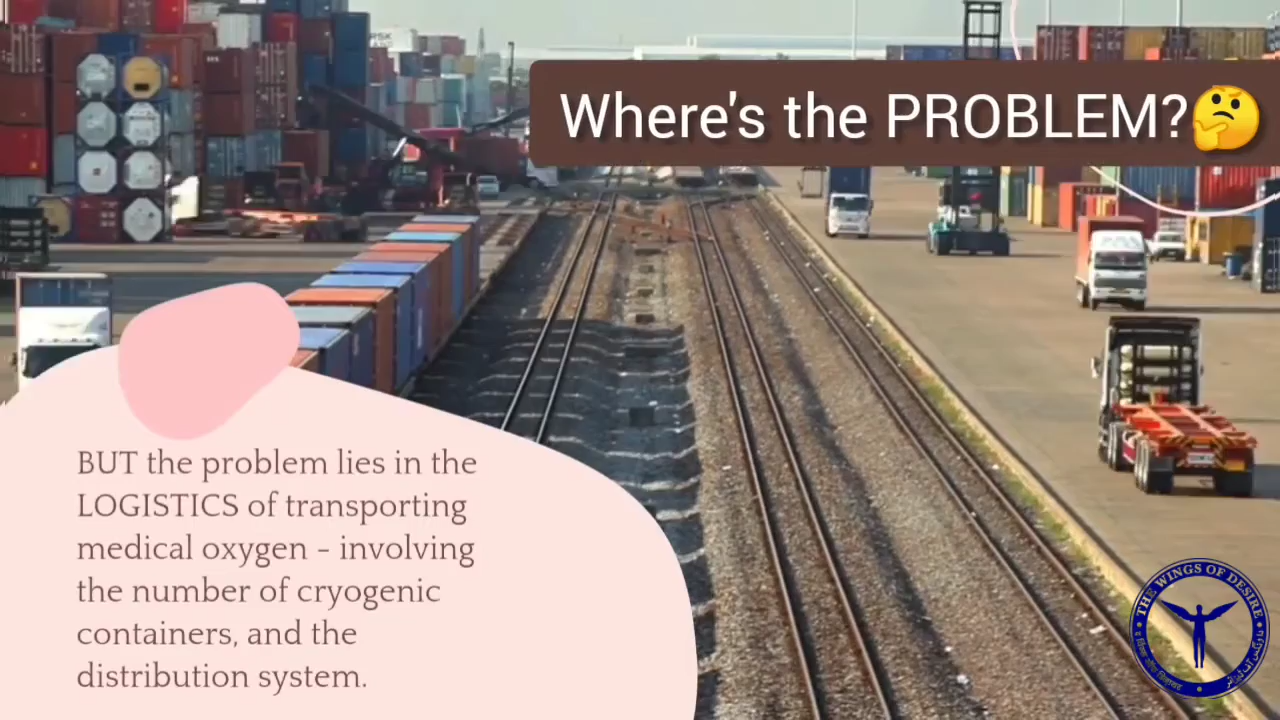 Where's the PROBLEM?🤔
BUT the problem lies in the
LOGISTICS of transporting
medical oxygen - involving
the number of cryogenic
containers, and the
distribution system.
THE WINGS OF DESIRE